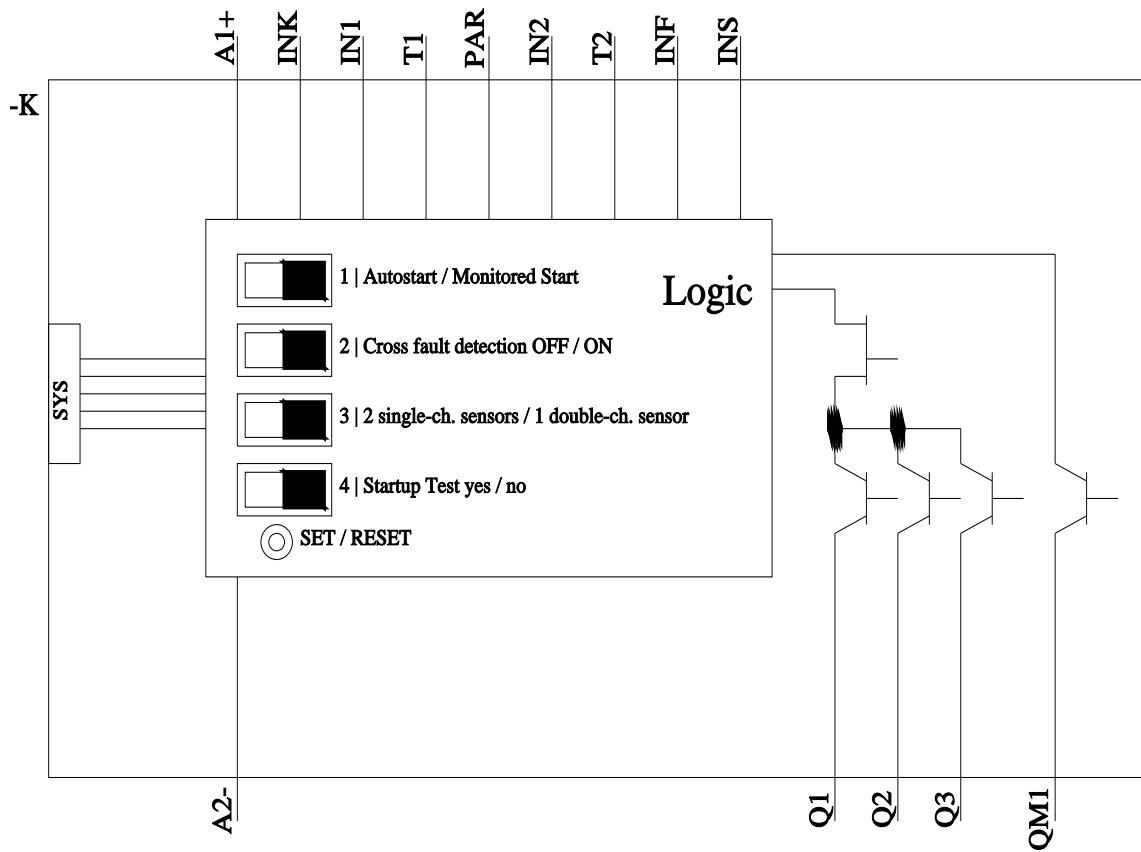 A1+
INK
IN1
T1
PAR
IN2
T2
INF
INS
-K
1 | Autostart / Monitored Start
Logic
2 | Cross fault detection OFF / ON
SYS
3 | 2 single-ch. sensors / 1 double-ch. sensor
4 | Startup Test yes / no
SET / RESET
A2-
Q1
Q2
Q3
QM1